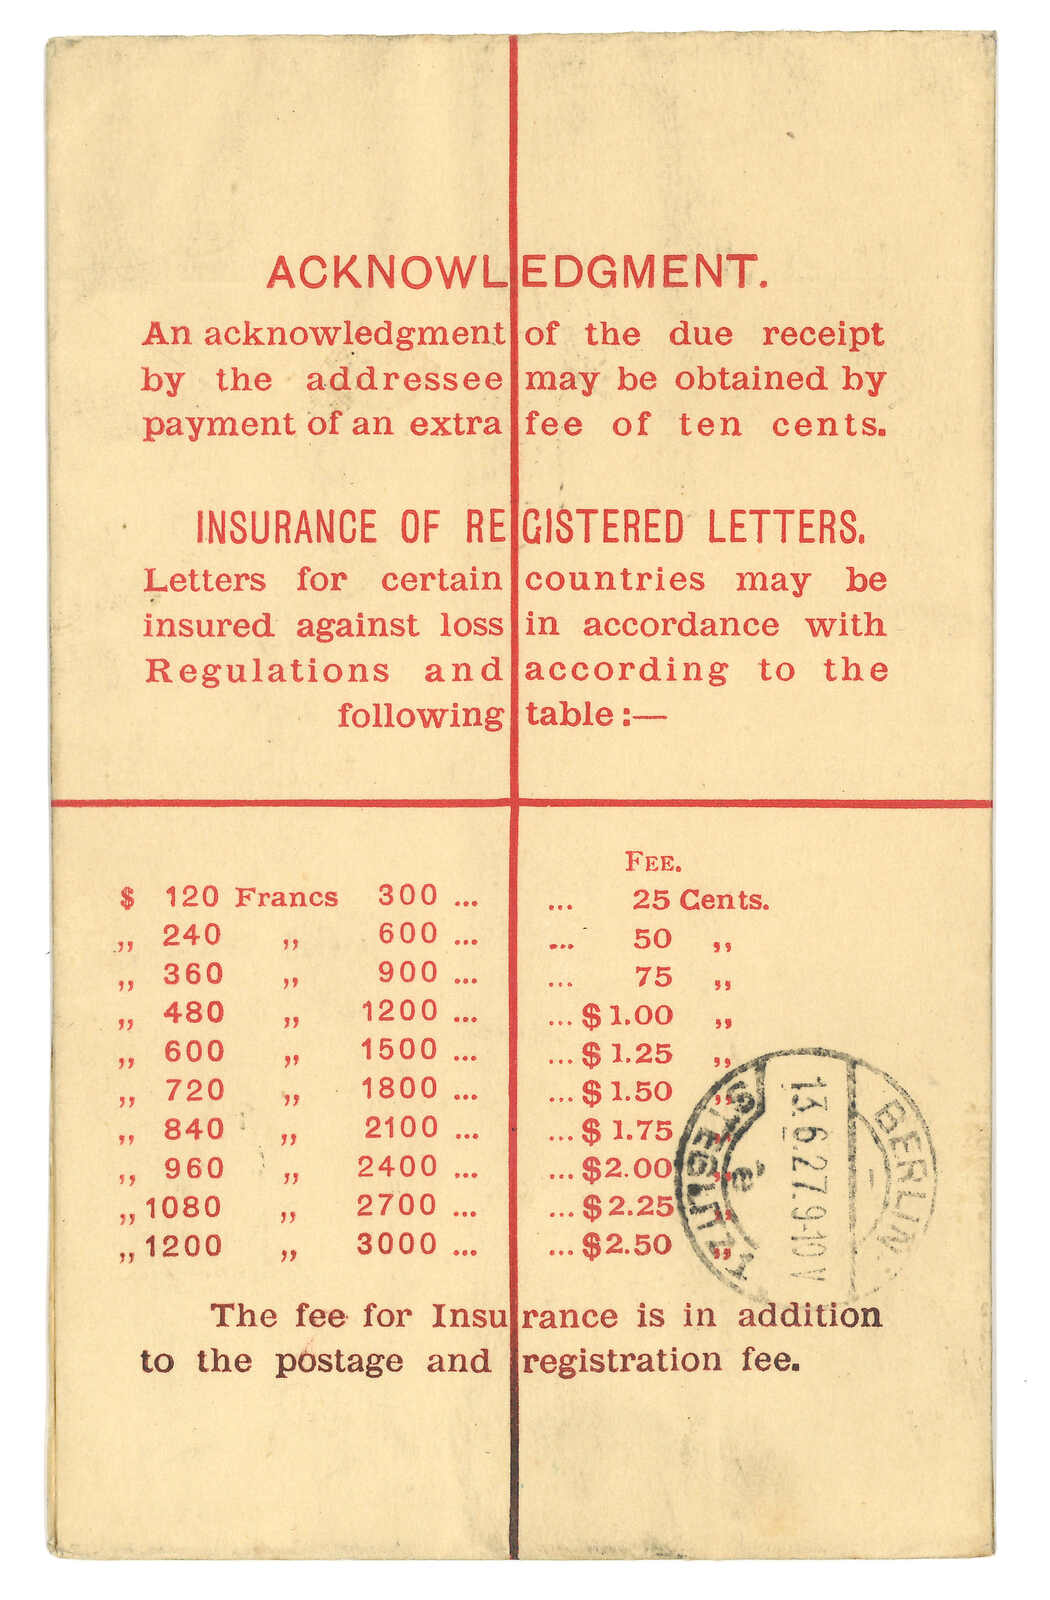 ACKNOWLEDGMENT.
An acknowledgment of the due receipt
by the addressee may be obtained by
payment of an extra fee of ten cents.
INSURANCE OF REGISTERED LETTERS.
Letters for certain countries may be
insured against loss in accordance with
Regulations and according to the
following table:—
FEE.
$ 120 Francs 300 ... ... 25 Cents.
„ 240 „ 600 ... ... 50 „
„ 360 „ 900 ... ... 75 „
„ 480 „ 1200 ... ... $ 1.00 „
„ 600 „ 1500 ... ... $ 1.25 „
„ 720 „ 1800 ... ... $ 1.50 „
„ 840 „ 2100 ... ... $ 1.75 „
„ 960 „ 2400 ... ... $2.00 „
„ 1080 „ 2700 ... ... $2.25 „
„ 1200 „ 3000 ... ... $2.50 „
The fee for Insurance is in addition
to the postage and registration fee.
BERLIN
13.6.27.9-10V
STEGLITZ 1